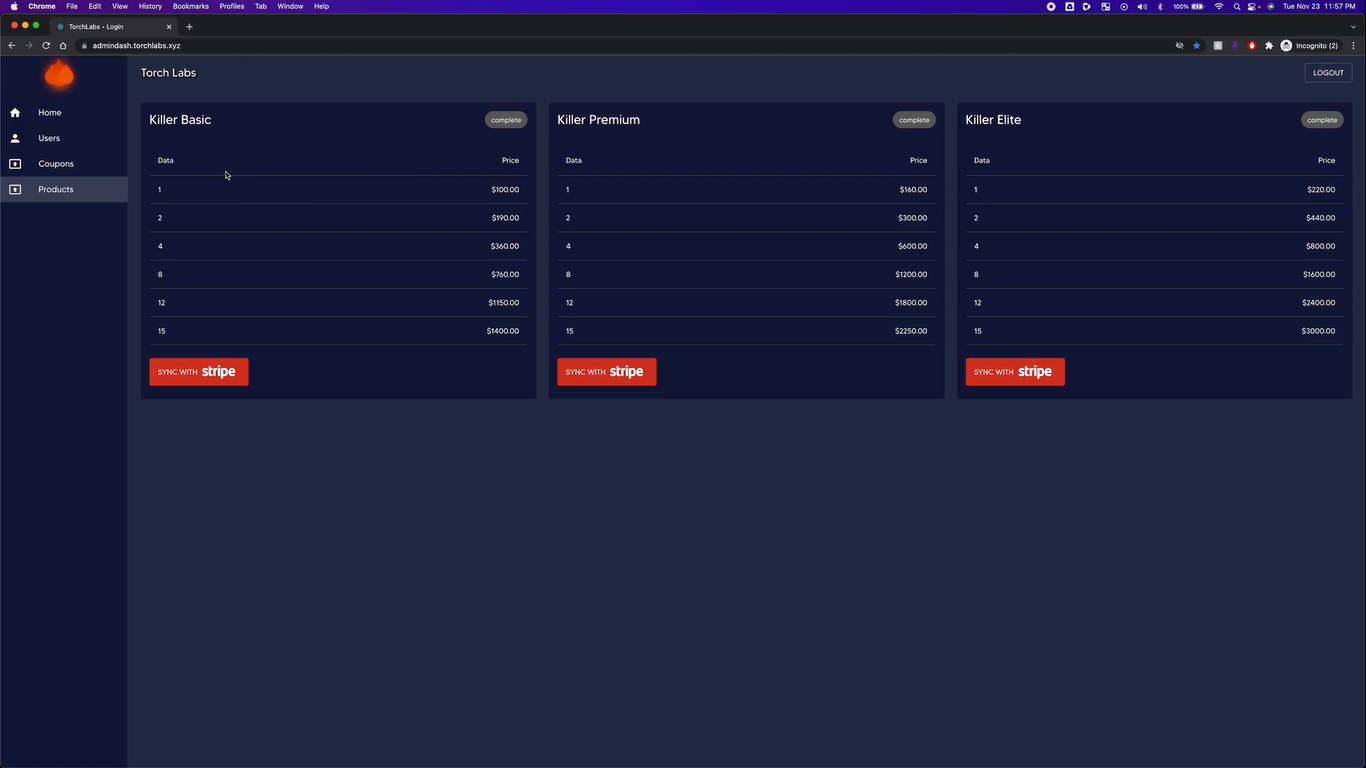 Chrome File Edit View History Bookmarks Profiles Tab Window Help 100% Tue Nov 23 11:57 PM
TorchLabs • Login
admindash.torchlabs.xyz Incognito (2)
Torch Labs LOGOUT
Home
Users
Coupons
Products
Killer Basic complete
Data Price
1 $100.00
2 $190.00
4 $360.00
8 $760.00
12 $1150.00
15 $1400.00
SYNC WITH stripe
Killer Premium complete
Data Price
1 $160.00
2 $300.00
4 $600.00
8 $1200.00
12 $1800.00
15 $2250.00
SYNC WITH stripe
Killer Elite complete
Data Price
1 $220.00
2 $440.00
4 $800.00
8 $1600.00
12 $2400.00
15 $3000.00
SYNC WITH stripe